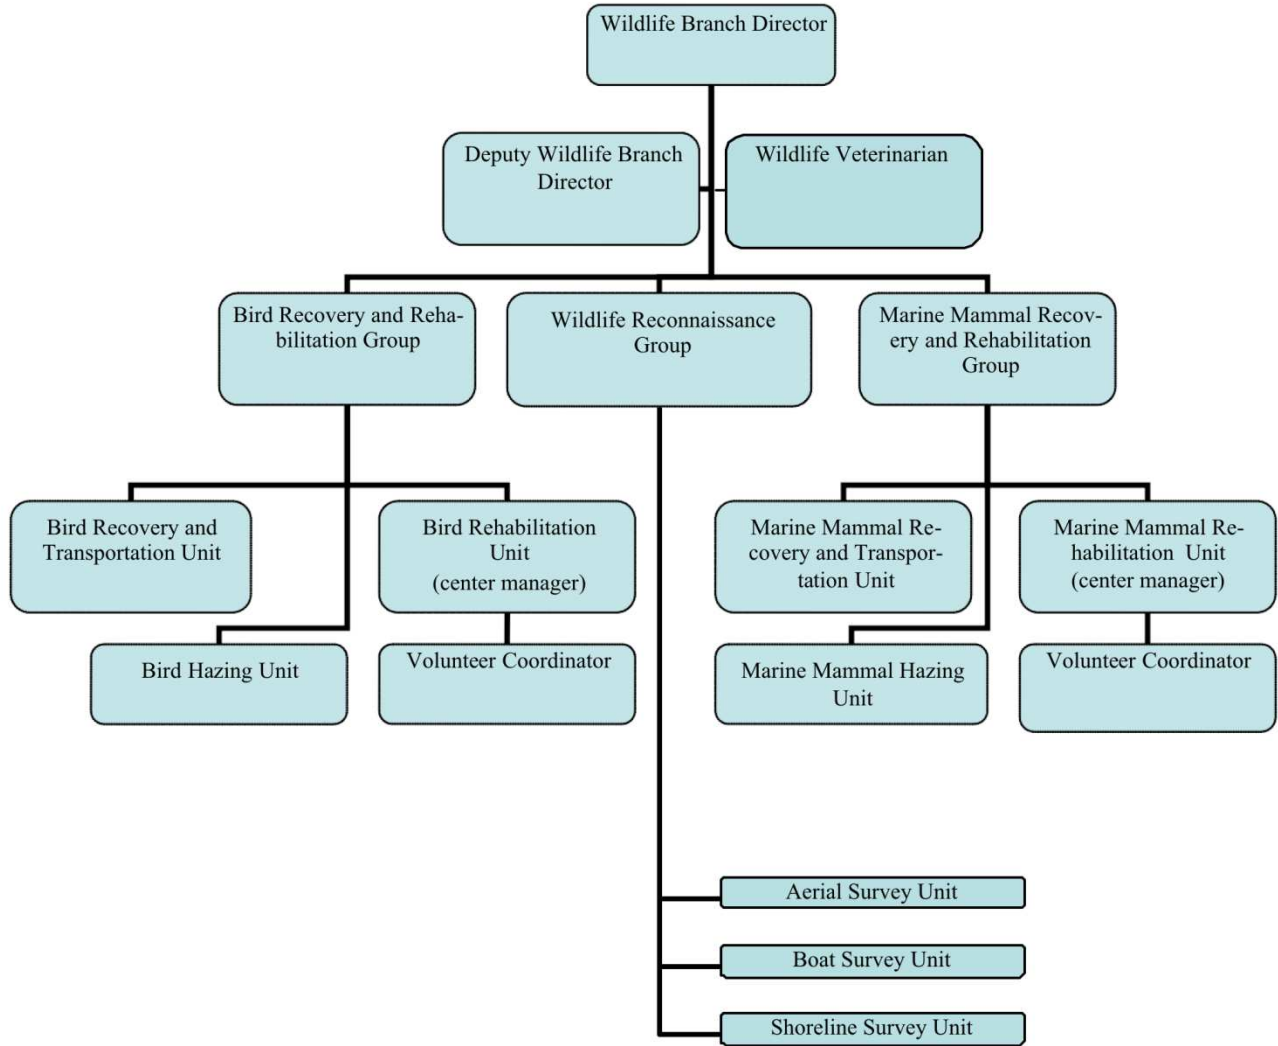 Wildlife Branch Director
Deputy Wildlife Branch
Director
Wildlife Veterinarian
Bird Recovery and Reha-
bilitation Group
Wildlife Reconnaissance
Group
Marine Mammal Recov-
ery and Rehabilitation
Group
Bird Recovery and
Transportation Unit
Bird Rehabilitation
Unit
(center manager)
Marine Mammal Re-
covery and Transpor-
tation Unit
Marine Mammal Re-
habilitation Unit
(center manager)
Bird Hazing Unit
Volunteer Coordinator
Marine Mammal Hazing
Unit
Volunteer Coordinator
Aerial Survey Unit
Boat Survey Unit
Shoreline Survey Unit